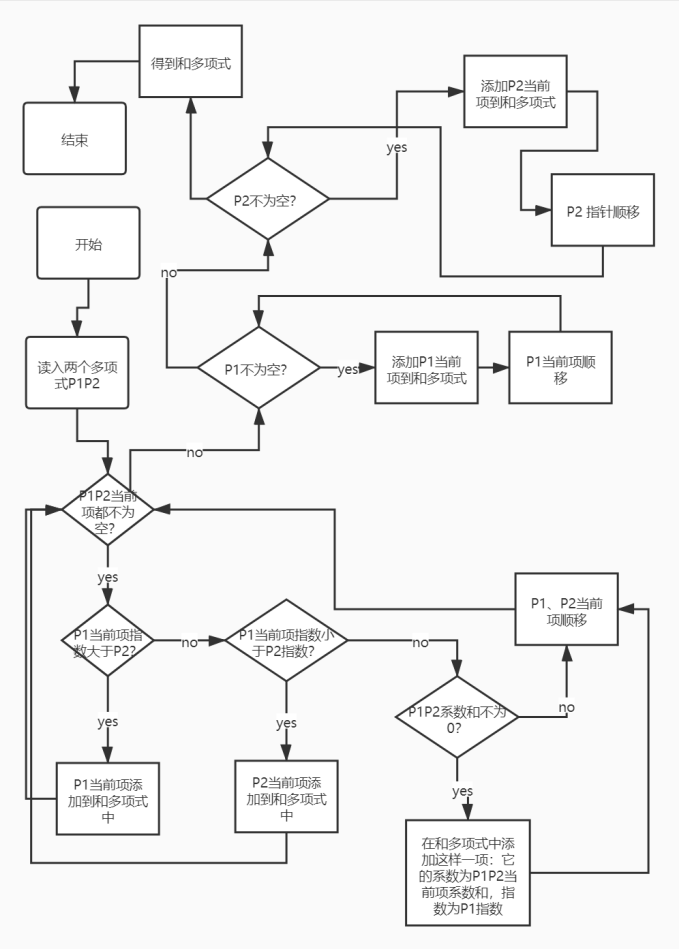 得到和多项式
结束
添加P2当前
项到和多项式
yes
P2不为空?
P2 指针顺移
开始
no
读入两个多项
式P1P2
P1不为空?
yes
添加P1当前
项到和多项式
P1当前项顺
移
no
P1P2当前
项都不为
空?
yes
P1当前项指
数大于P2?
no
P1当前项指数小
于P2指数?
no
P1、P2当前
项顺移
yes
yes
P1P2系数和不为
0?
no
P1当前项添
加到和多项式
中
P2当前项添
加到和多项式
中
yes
在和多项式中添
加这样一项：它
的系数为P1P2当
前项系数和，指
数为P1指数